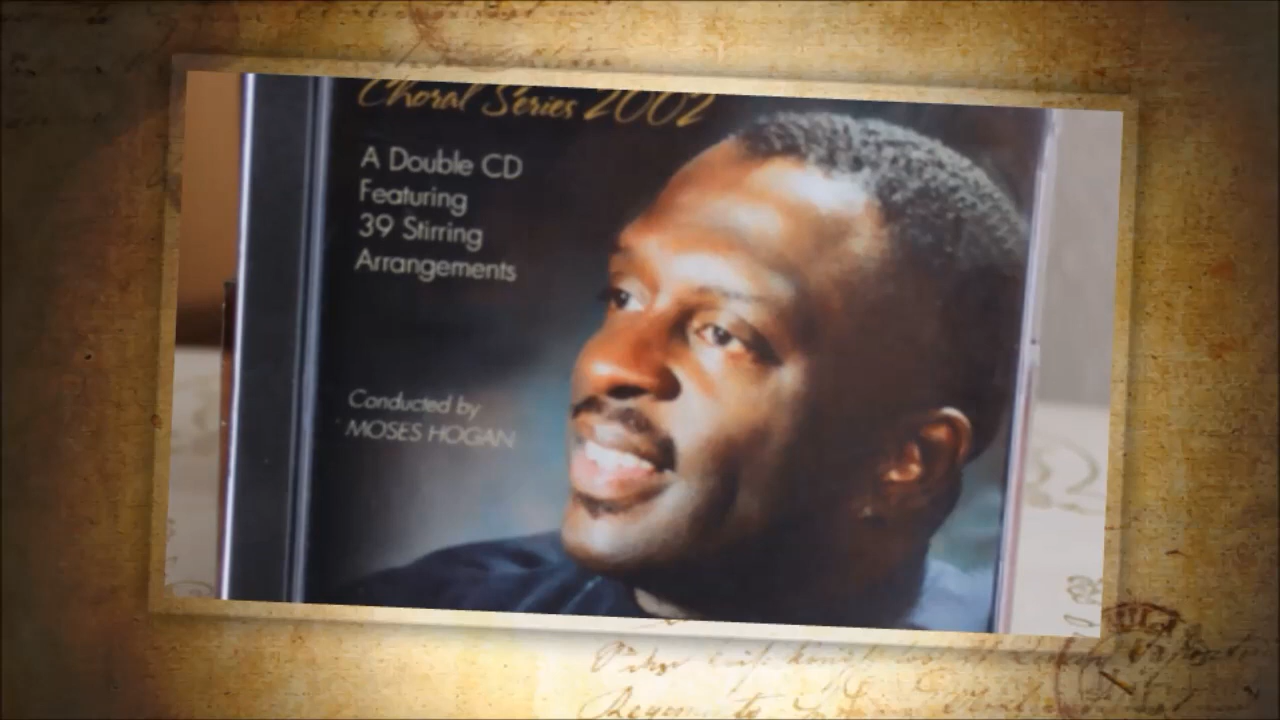 Choral Series 2002
A Double CD
Featuring
39 Stirring
Arrangements
Conducted by
MOSES HOGAN